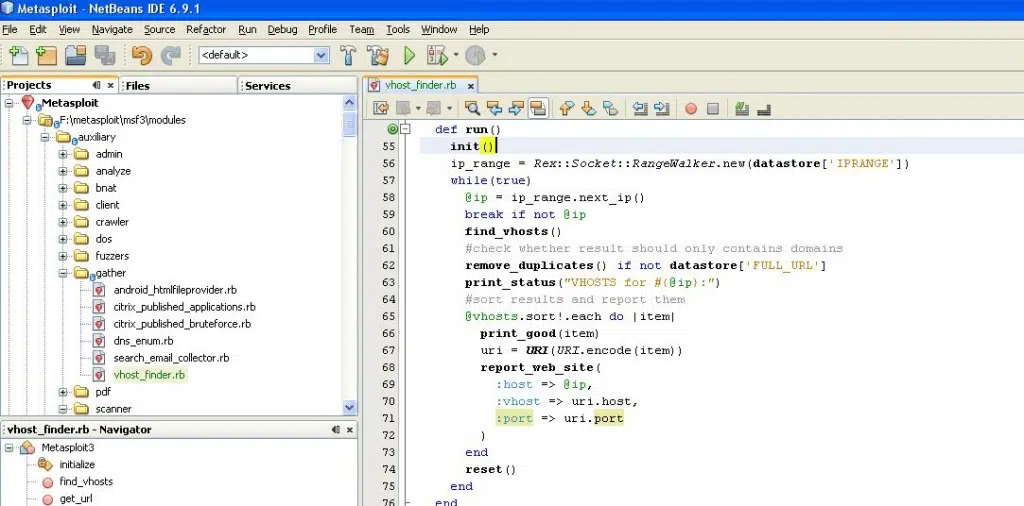 Metasploit - NetBeans IDE 6.9.1
File Edit View Navigate Source Refactor Run Debug Profile Team Tools Window Help
<default>
Projects Files Services
Metasploit
F:\metasploit\msf3\modules
auxiliary
admin
analyze
bnat
client
crawler
dos
fuzzers
gather
android_htmlfileprovider.rb
citrix_published_applications.rb
citrix_published_bruteforce.rb
dns_enum.rb
search_email_collector.rb
vhost_finder.rb
pdf
scanner
vhost_finder.rb - Navigator
Metasploit3
initialize
find_vhosts
get_url
vhost_finder.rb
def run()
55 init()
56 ip_range = Rex::Socket::RangeWalker.new(datastore['IPRANGE'])
57 while(true)
58 @ip = ip_range.next_ip()
59 break if not @ip
60 find_vhosts()
61 #check whether result should only contains domains
62 remove_duplicates() if not datastore['FULL_URL']
63 print_status("VHOSTS for #{@ip}:")
64 #sort results and report them
65 @vhosts.sort!.each do |item|
66 print_good(item)
67 uri = URI(URI.encode(item))
68 report_web_site(
69 :host => @ip,
70 :vhost => uri.host,
71 :port => uri.port
72 )
73 end
74 reset()
75 end
76 end